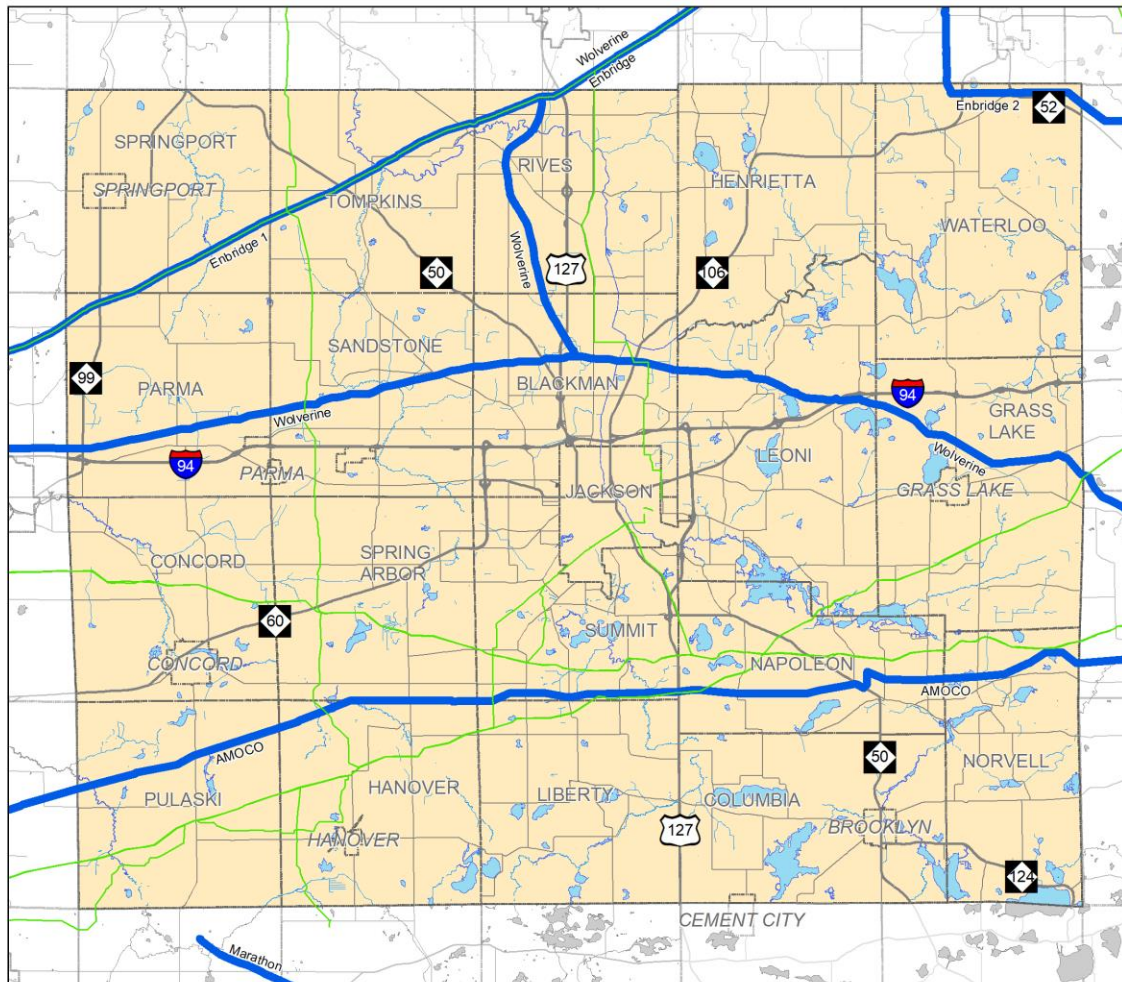 Wolverine
Enbridge
Enbridge 2
52
SPRINGPORT
SPRINGPORT
RIVES
HENRIETTA
TOMPKINS
WATERLOO
Enbridge 1
Wolverine
50
127
106
SANDSTONE
99
PARMA
BLACKMAN
94
GRASS
LAKE
Wolverine
94
PARMA
LEONI
Wolverine
GRASS LAKE
JACKSON
CONCORD
SPRING
ARBOR
60
SUMMIT
CONCORD
NAPOLEON
AMOCO
AMOCO
50
NORVELL
PULASKI
HANOVER
LIBERTY
COLUMBIA
HANOVER
127
BROOKLYN
124
CEMENT CITY
Marathon